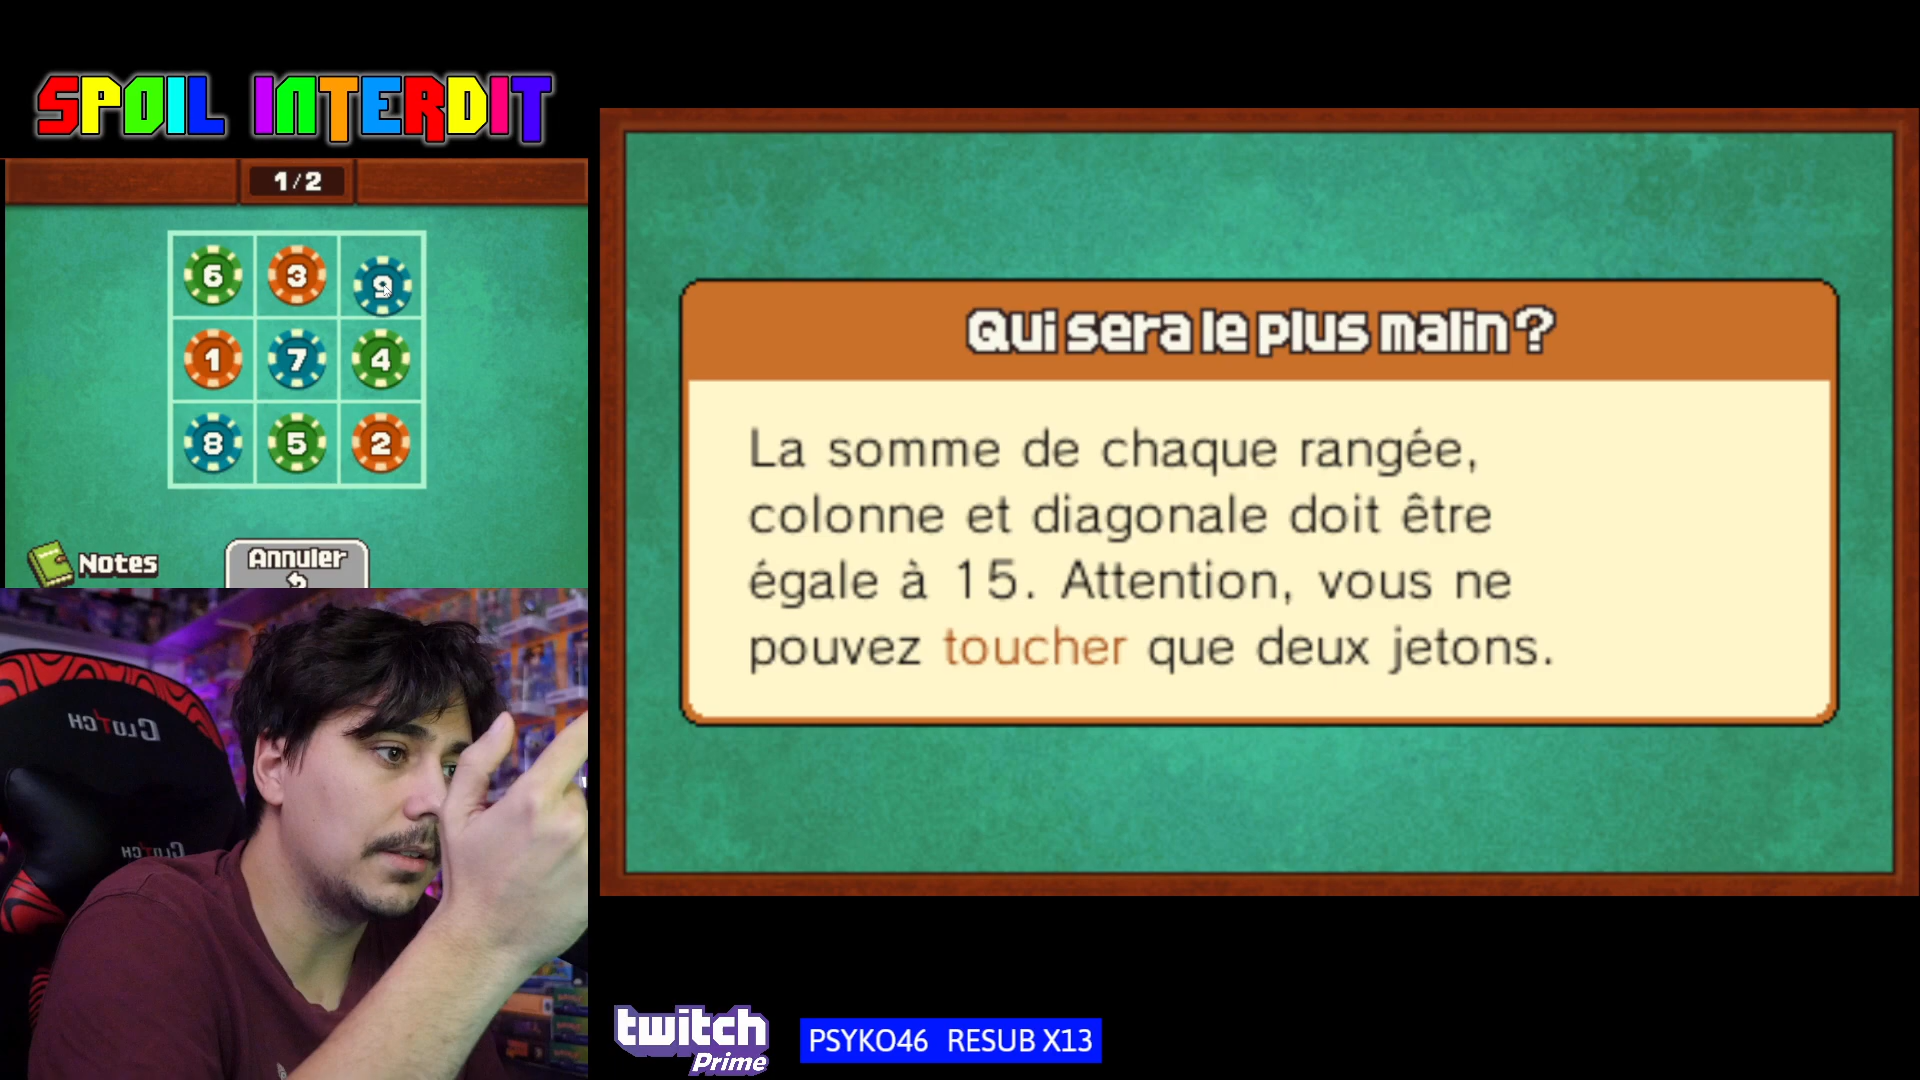 SPOIL INTERDIT
1/2
6 3 9
1 7 4
8 5 2
Notes
Annuler
Qui sera le plus malin ?
La somme de chaque rangée,
colonne et diagonale doit être
égale à 15. Attention, vous ne
pouvez toucher que deux jetons.
CLUTCH
CLUTCH
twitch
Prime
PSYKO46 RESUB X13